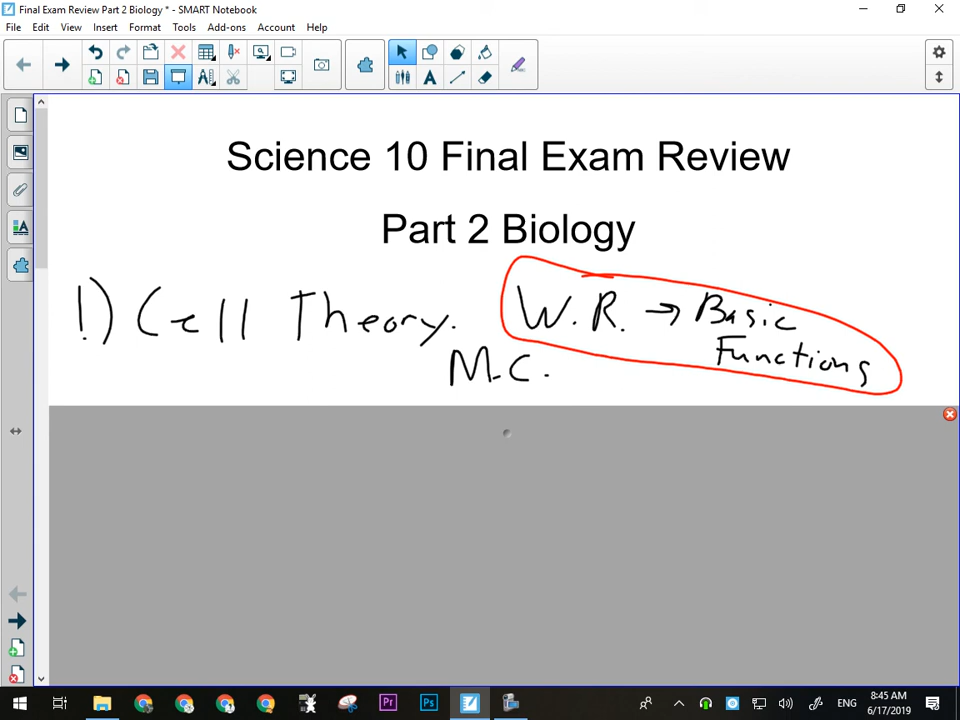 Final Exam Review Part 2 Biology * - SMART Notebook
File Edit View Insert Format Tools Add-ons Account Help
Science 10 Final Exam Review
Part 2 Biology
1.) Cell Theory. W.R. → Basic
Functions
M.C.
ENG
8:45 AM
6/17/2019